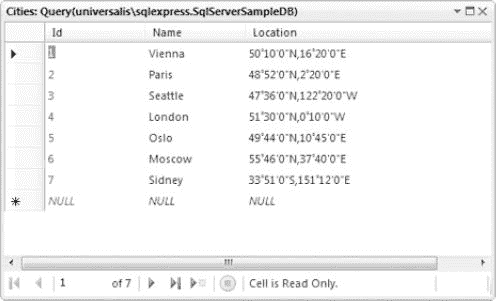 Cities: Query(universalis\sqlexpress.SqlServerSampleDB)
Id Name Location
1 Vienna 50°10'0"N,16°20'0"E
2 Paris 48°52'0"N,2°20'0"E
3 Seattle 47°36'0"N,122°20'0"W
4 London 51°30'0"N,0°10'0"W
5 Oslo 49°44'0"N,10°45'0"E
6 Moscow 55°46'0"N,37°40'0"E
7 Sidney 33°51'0"S,151°12'0"E
NULL NULL NULL
1 of 7 Cell is Read Only.